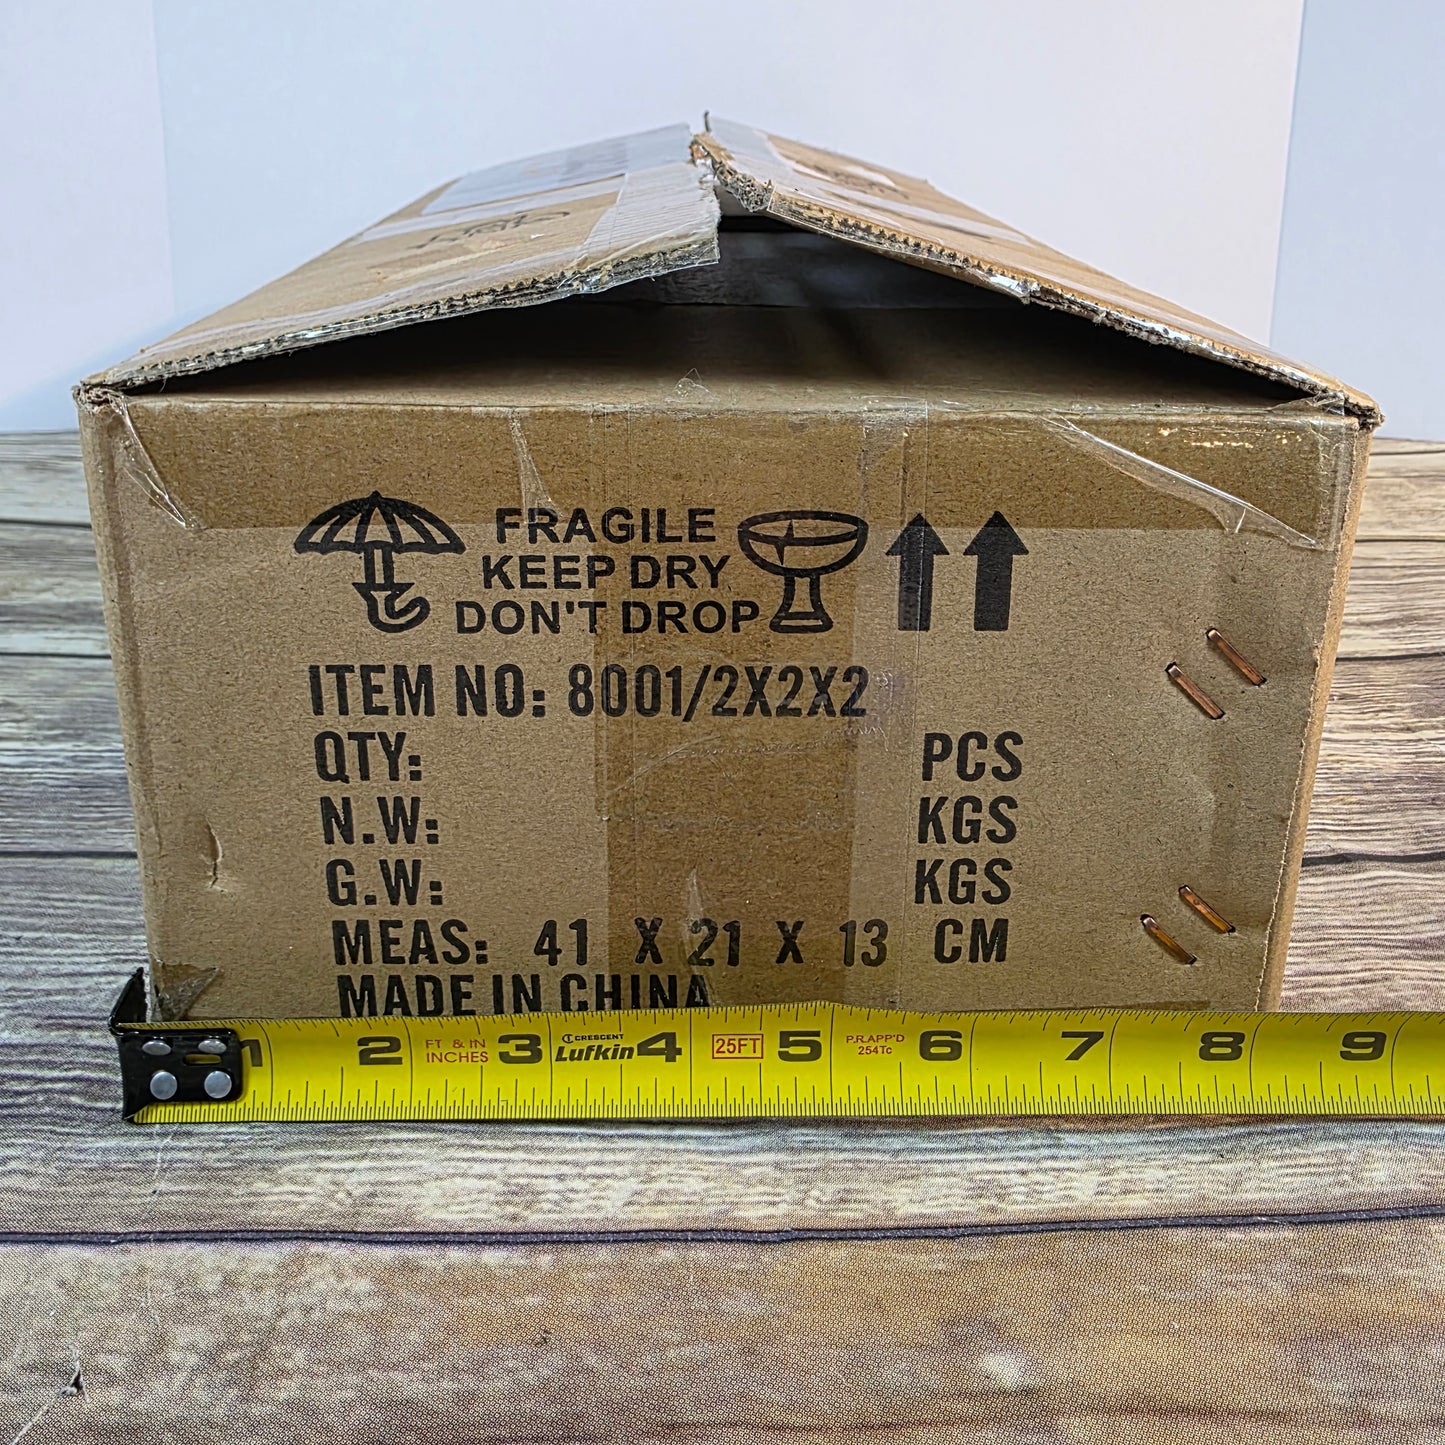 FRAGILE
KEEP DRY
DON'T DROP
ITEM NO: 8001/2X2X2
QTY: PCS
N.W: KGS
G.W: KGS
MEAS: 41 X 21 X 13 CM
MADE IN CHINA
1 2 FT & IN INCHES 3 CRESCENT Lufkin 4 25FT 5 P.R.APP'D 254Tc 6 7 8 9